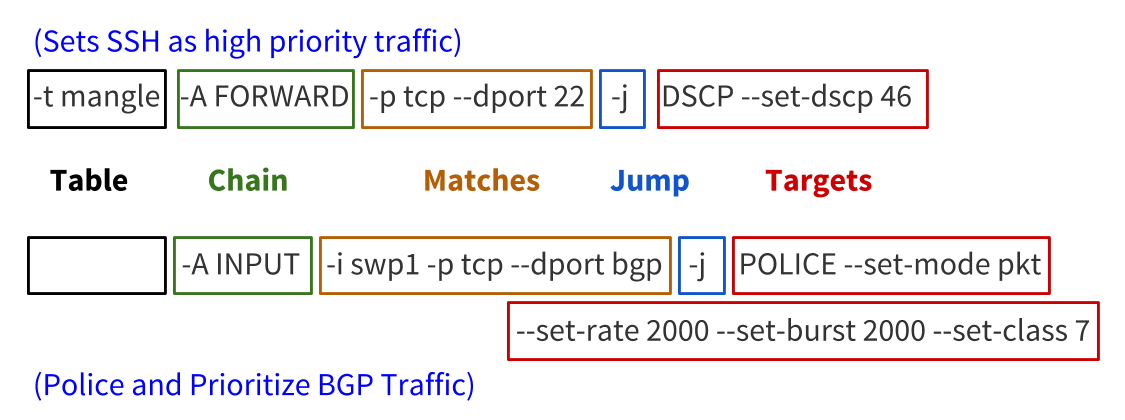 (Sets SSH as high priority traffic)
-t mangle -A FORWARD -p tcp --dport 22 -j DSCP --set-dscp 46
Table Chain Matches Jump Targets
-A INPUT -i swp1 -p tcp --dport bgp -j POLICE --set-mode pkt
--set-rate 2000 --set-burst 2000 --set-class 7
(Police and Prioritize BGP Traffic)